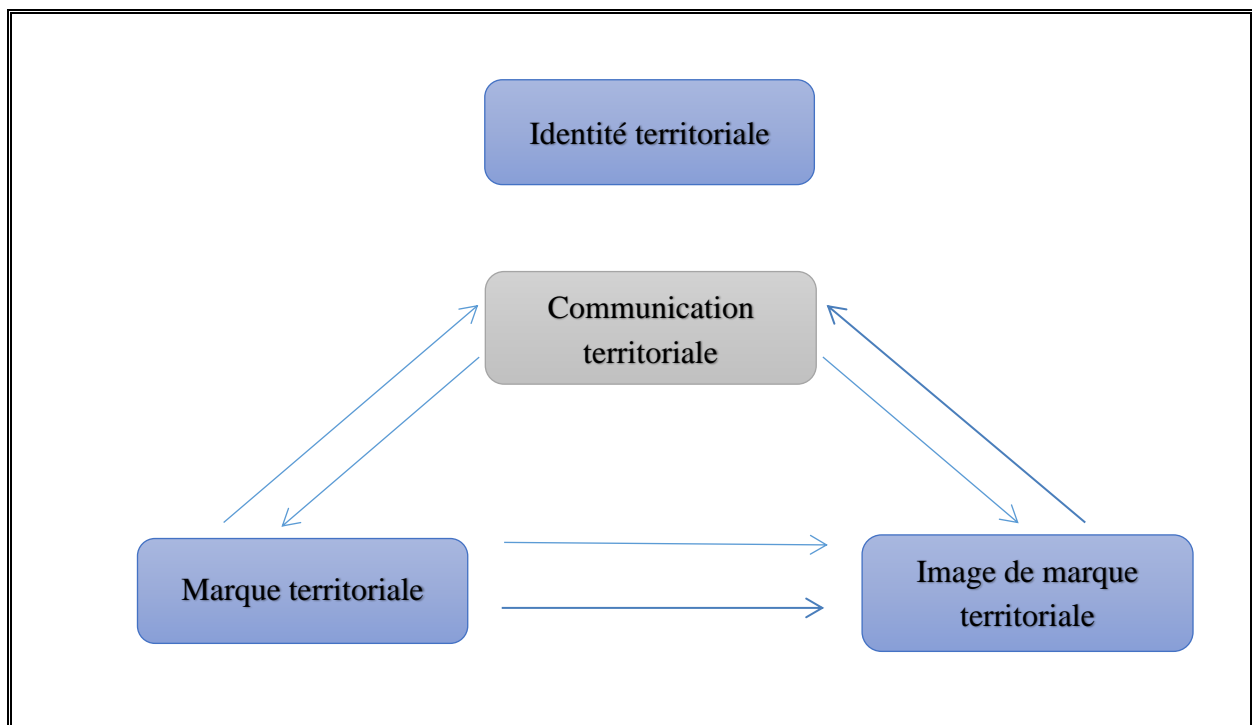 Identité territoriale
Communication
territoriale
Marque territoriale
Image de marque
territoriale